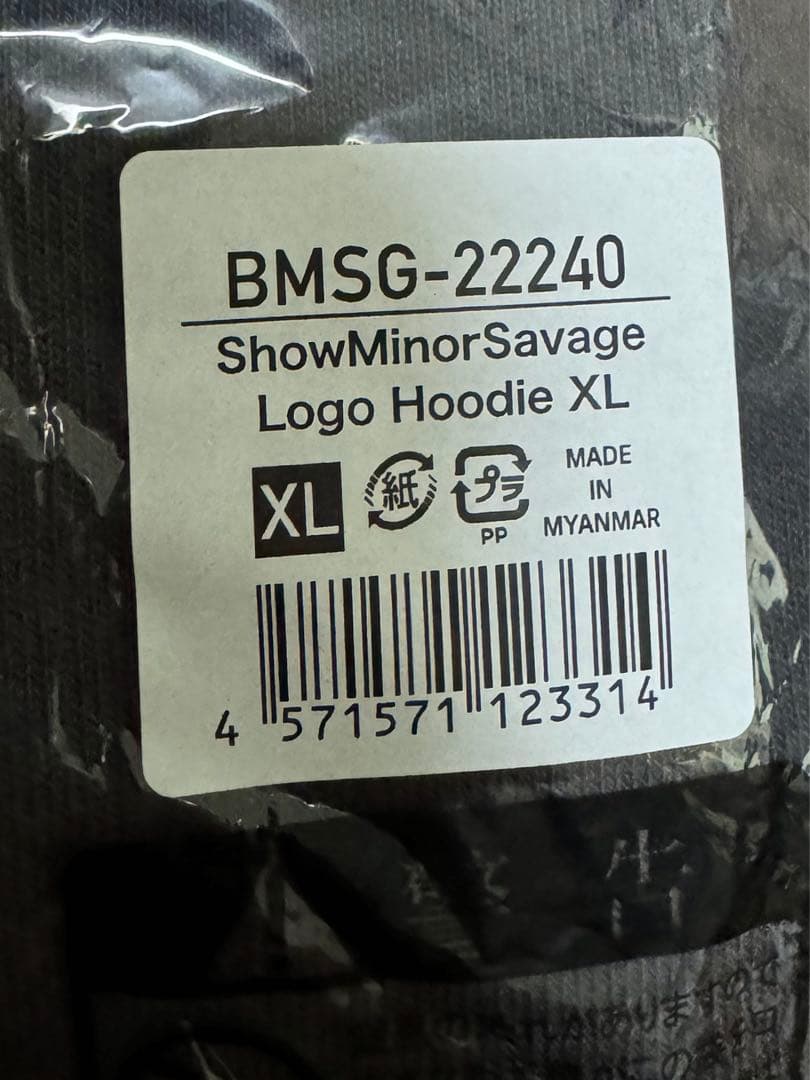 BMSG-22240
ShowMinorSavage
Logo Hoodie XL
XL
紙
プラ
PP
MADE
IN
MYANMAR
4 571571 123314